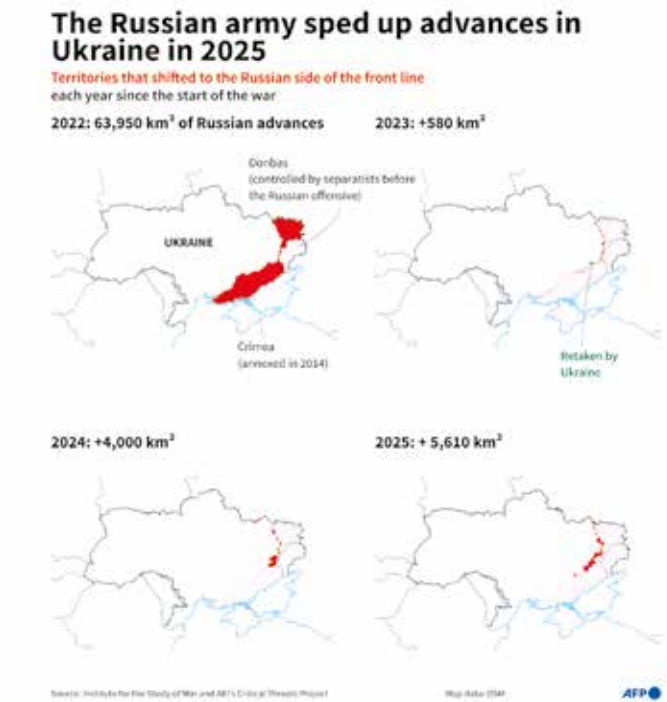 The Russian army sped up advances in
Ukraine in 2025
Territories that shifted to the Russian side of the front line
each year since the start of the war
2022: 63,950 km² of Russian advances
2023: +580 km²
Donbas
(controlled by separatists before
the Russian offensive)
UKRAINE
Crimea
(annexed in 2014)
Retaken by
Ukraine
2024: +4,000 km²
2025: + 5,610 km²
Source: Institute for the Study of War and AEI's Critical Threats Project
Map data: OSM
AFP